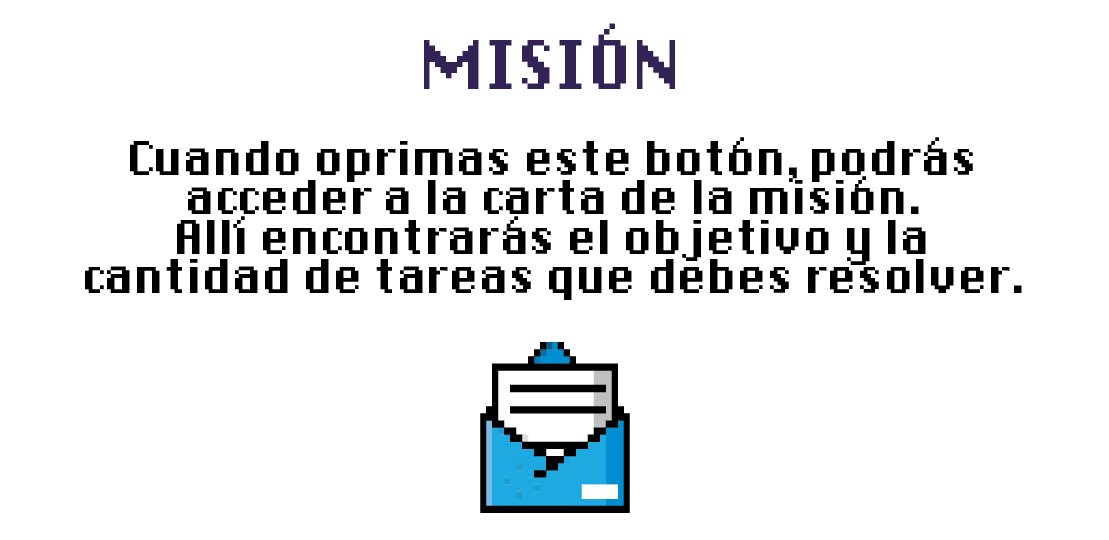 MISIÓN
Cuando oprimas este botón, podrás
acceder a la carta de la misión.
Allí encontrarás el objetivo y la
cantidad de tareas que debes resolver.